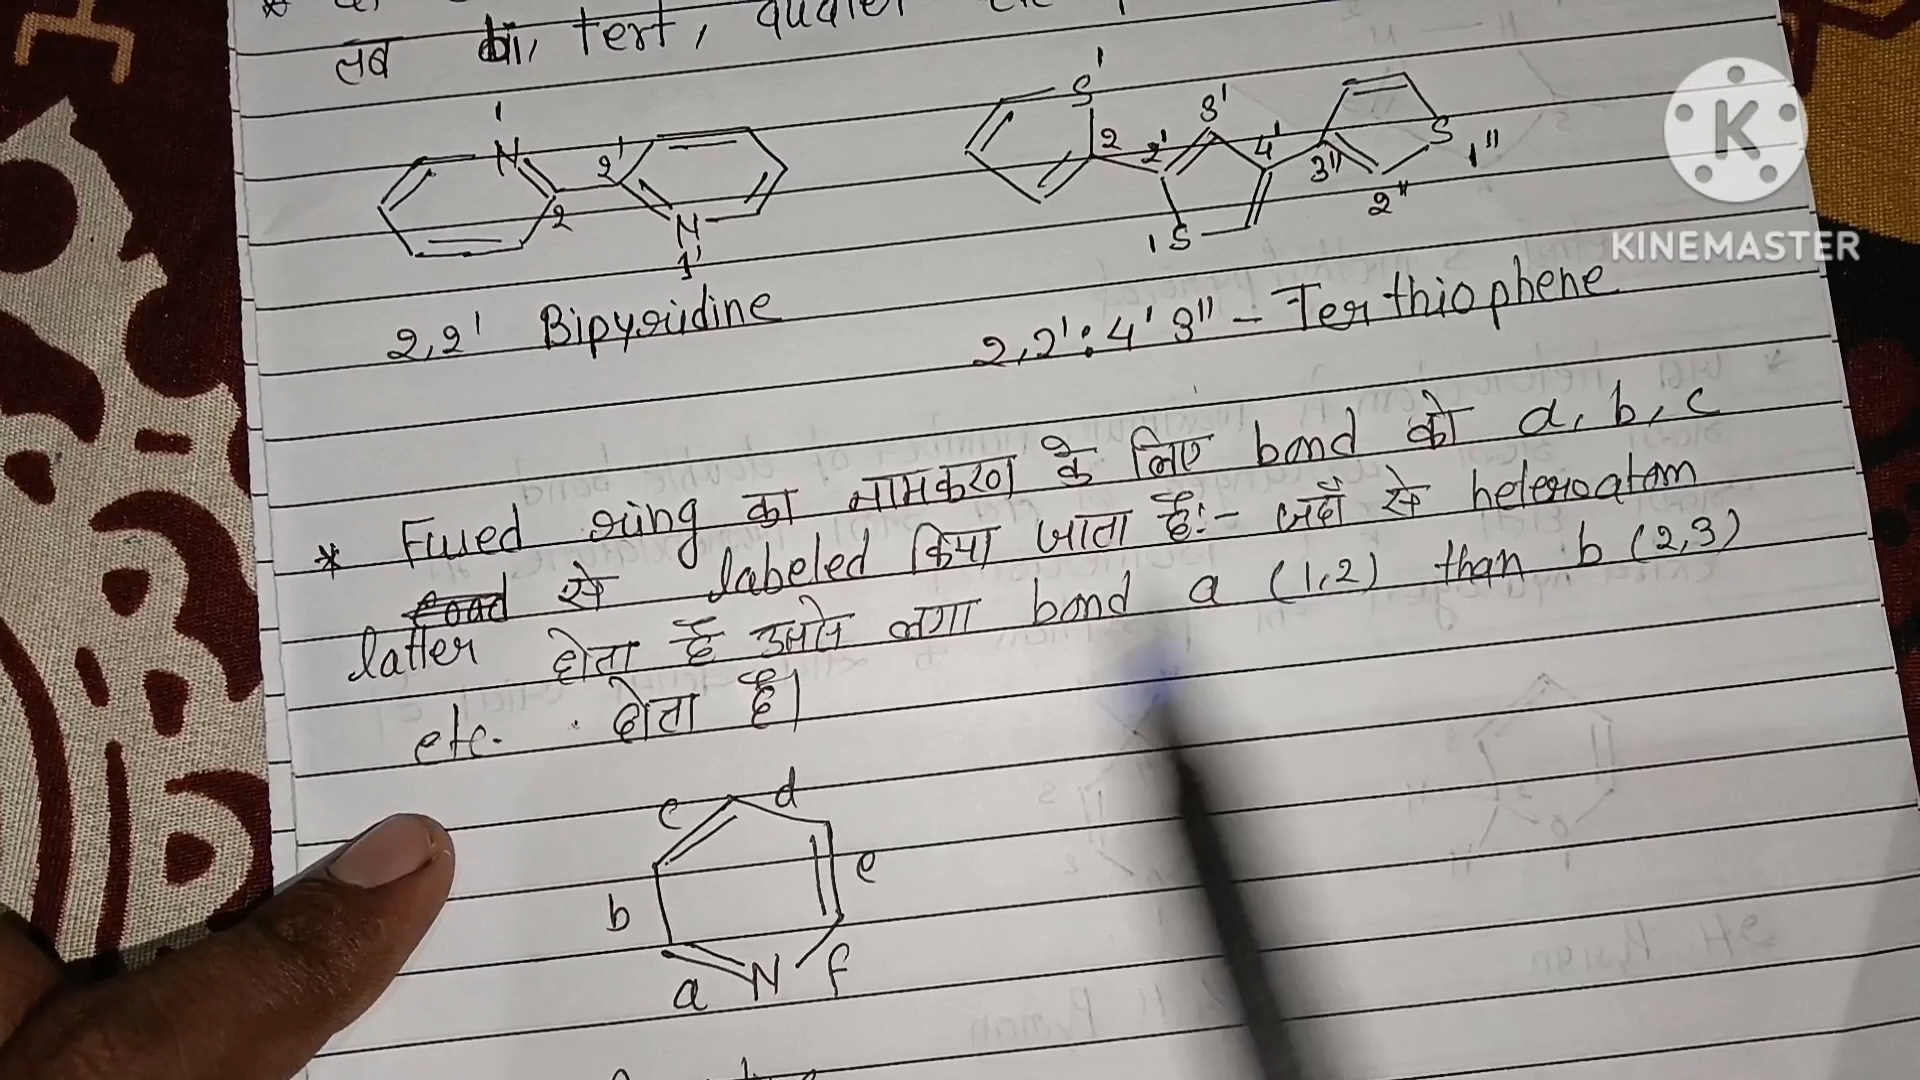 तब बाi, tert,
1
S 1'
N
2'
2
N
1'
2
2'
3'
4'
3"
S
1"
2"
1 S
KINEMASTER
2,2' Bipyridine
2,2':4' 3" - Ter thiophene
* Fused ring का नामकरण के लिए bond को a, b, c
latter से labeled किया जाता है:- जहाँ से heteroatom
होता है उससे लगा bond a (1,2) than b (2,3)
etc. होता है।
c d
b e
a N f